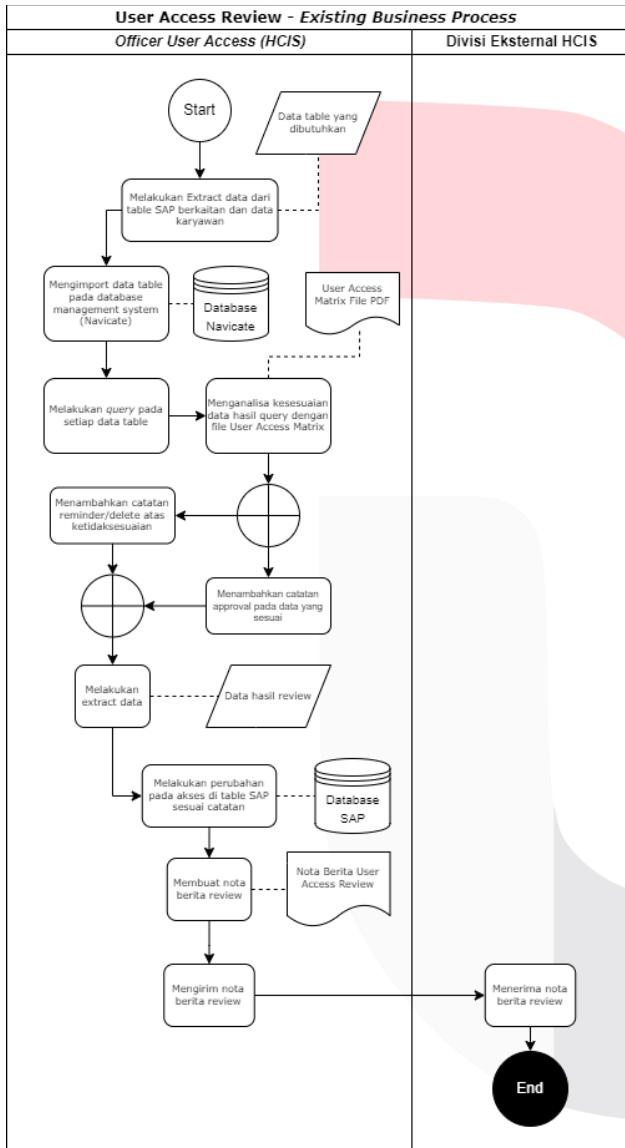 User Access Review - Existing Business Process
Officer User Access (HCIS)
Divisi Eksternal HCIS
Start
Data table yang
dibutuhkan
Melakukan Extract data dari
table SAP berkaitan dan data
karyawan
Mengimport data table
pada database
management system
(Navicate)
Database
Navicate
User Access
Matrix File PDF
Melakukan query pada
setiap data table
Menganalisa kesesuaian
data hasil query dengan
file User Access Matrix
Menambahkan catatan
reminder/delete atas
ketidaksesuaian
Menambahkan catatan
approval pada data yang
sesuai
Melakukan
extract data
Data hasil review
Melakukan perubahan
pada akses di table SAP
sesuai catatan
Database
SAP
Membuat nota
berita review
Nota Berita User
Access Review
Mengirim nota
berita review
Menerima nota
berita review
End